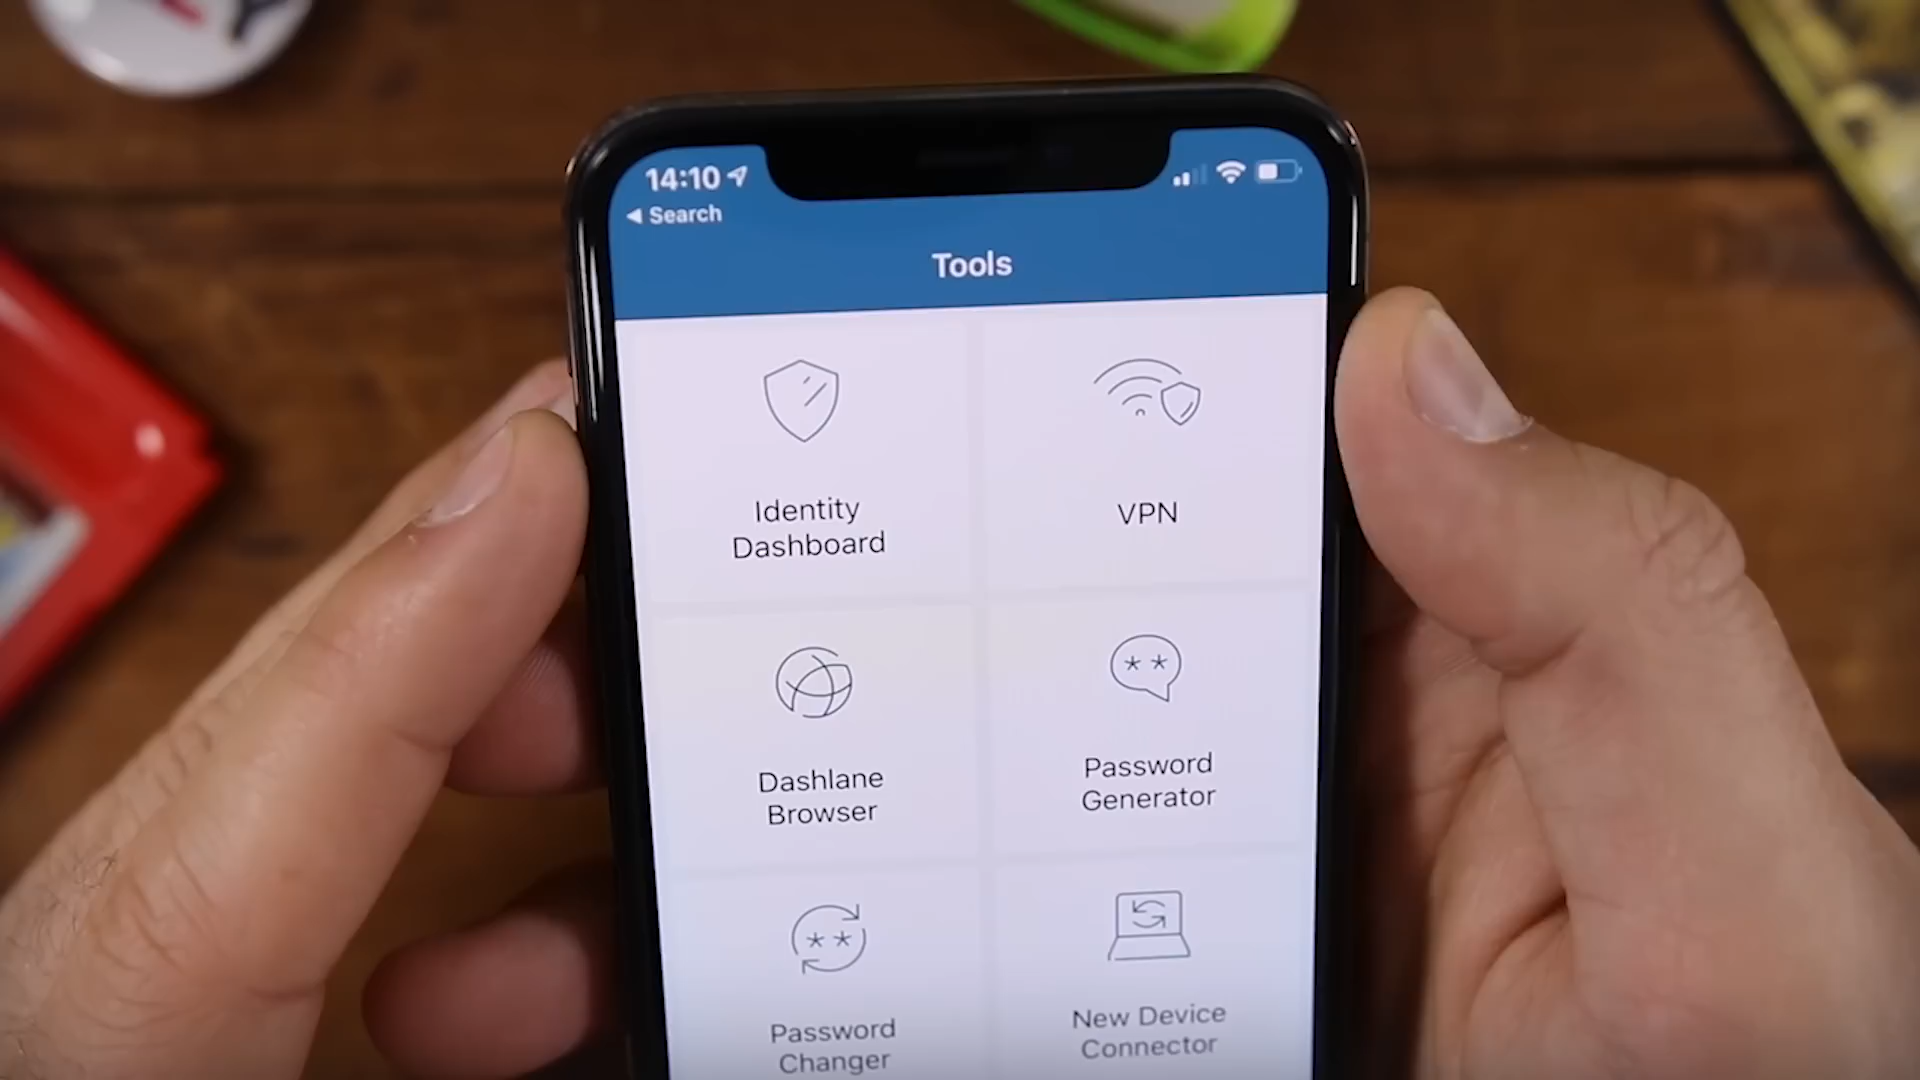 14:10
◀ Search
Tools
Identity
Dashboard
VPN
Dashlane
Browser
Password
Generator
Password
Changer
New Device
Connector